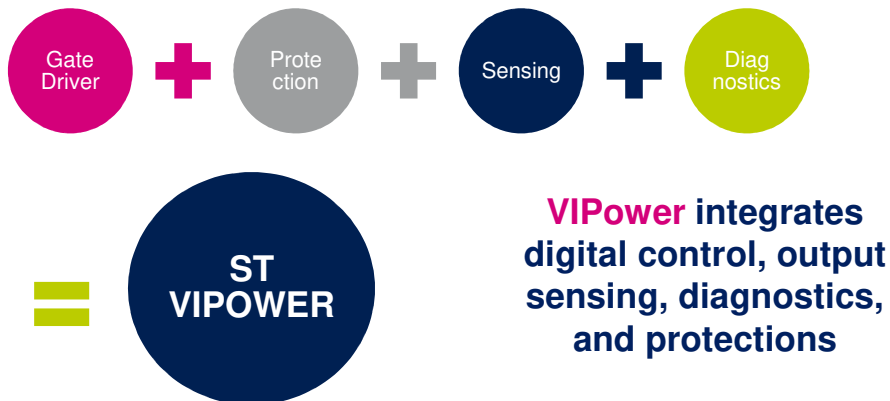 Gate
Driver
Prote
ction
Sensing
Diag
nostics
ST
VIPOWER
VIPower integrates
digital control, output
sensing, diagnostics,
and protections